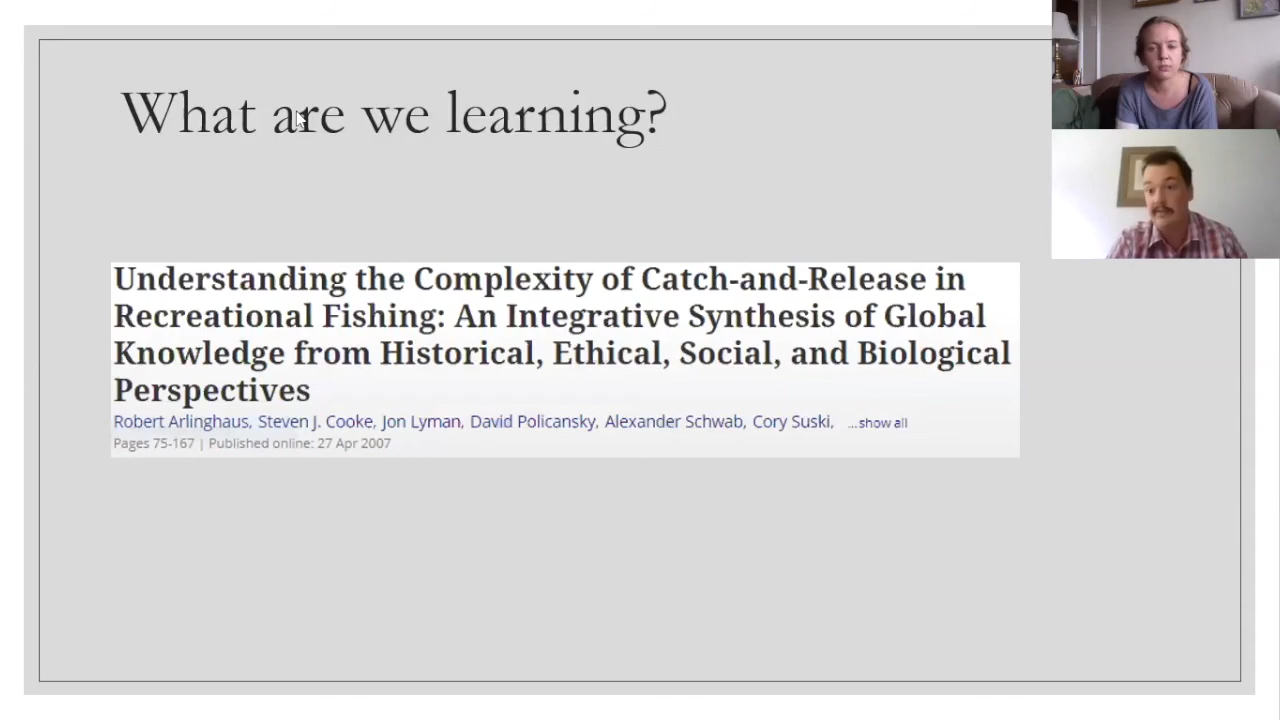 What are we learning?
Understanding the Complexity of Catch-and-Release in
Recreational Fishing: An Integrative Synthesis of Global
Knowledge from Historical, Ethical, Social, and Biological
Perspectives
Robert Arlinghaus, Steven J. Cooke, Jon Lyman, David Policansky, Alexander Schwab, Cory Suski, ...show all
Pages 75-167 | Published online: 27 Apr 2007